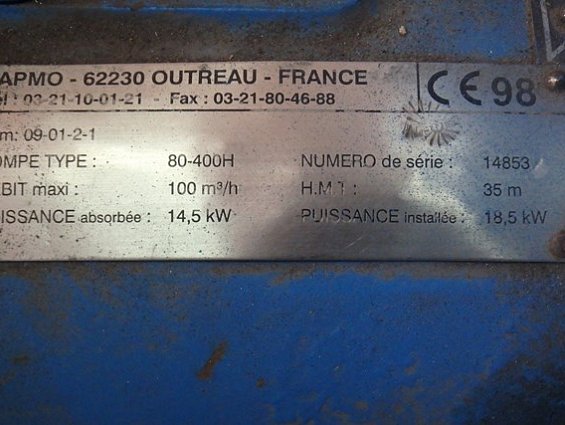 APMO - 62230 OUTREAU - FRANCE
él : 03-21-10-01-21 - Fax : 03-21-80-46-88
CE 98
m: 09-01-2-1
OMPE TYPE : 80-400H NUMERO de série : 14853
BIT maxi : 100 m³/h H.M.T : 35 m
UISSANCE absorbée : 14,5 kW PUISSANCE installée : 18,5 kW